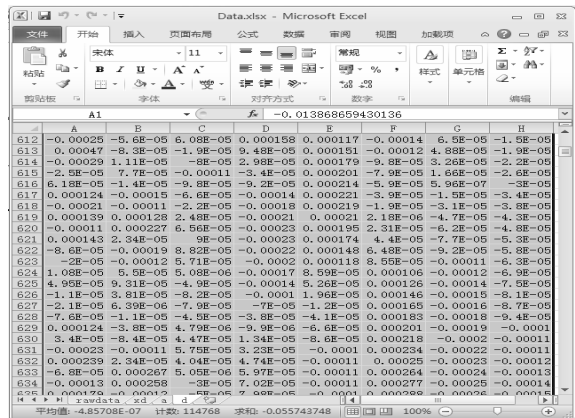 Data.xlsx - Microsoft Excel
文件 开始 插入 页面布局 公式 数据 审阅 视图 加载项
宋体 11 常规
粘贴 B I U A A % 样式 单元格
剪贴板 字体 对齐方式 数字 编辑
A1 fx -0.013868659430136
A B C D E F G H
612 -0.00025 -5.6E-05 6.08E-05 0.000158 0.000117 -0.00014 6.5E-05 -1.5E-05
613 0.00047 -8.3E-05 -1.9E-05 9.48E-05 0.000151 -0.00012 4.88E-05 -1.9E-05
614 -0.00029 1.11E-05 -8E-05 2.98E-05 0.000179 -9.8E-05 3.26E-05 -2.2E-05
615 -2.5E-05 7.7E-05 -0.00011 -3.4E-05 0.000201 -7.9E-05 1.66E-05 -2.6E-05
616 6.18E-05 -1.4E-05 -9.8E-05 -9.2E-05 0.000214 -5.9E-05 5.96E-07 -3E-05
617 0.000124 -0.00015 -6.6E-05 -0.00014 0.000221 -3.9E-05 -1.5E-05 -3.4E-05
618 -0.00021 -0.00011 -2.2E-05 -0.00018 0.000219 -1.9E-05 -3.1E-05 -3.8E-05
619 0.000139 0.000128 2.48E-05 -0.00021 0.00021 2.18E-06 -4.7E-05 -4.3E-05
620 -0.00011 0.000227 6.56E-05 -0.00023 0.000195 2.31E-05 -6.2E-05 -4.8E-05
621 0.000143 2.34E-05 9E-05 -0.00023 0.000174 4.4E-05 -7.7E-05 -5.3E-05
622 -8.6E-05 -0.00019 8.82E-05 -0.00022 0.000148 6.48E-05 -9.2E-05 -5.8E-05
623 -2E-05 -0.00012 5.71E-05 -0.0002 0.000118 8.55E-05 -0.00011 -6.3E-05
624 1.08E-05 5.5E-05 5.08E-06 -0.00017 8.59E-05 0.000106 -0.00012 -6.9E-05
625 4.95E-05 9.31E-05 -4.9E-05 -0.00014 5.26E-05 0.000126 -0.00014 -7.5E-05
626 -1.1E-05 3.81E-05 -8.2E-05 -0.0001 1.96E-05 0.000146 -0.00015 -8.1E-05
627 -2.1E-05 6.39E-06 -7.9E-05 -7E-05 -1.2E-05 0.000165 -0.00016 -8.7E-05
628 -7.6E-05 -1.1E-05 -4.5E-05 -3.8E-05 -4.1E-05 0.000183 -0.00018 -9.4E-05
629 0.000124 -3.8E-05 4.79E-06 -9.9E-06 -6.6E-05 0.000201 -0.00019 -0.0001
630 3.4E-05 -8.4E-05 4.47E-05 1.34E-05 -8.6E-05 0.000218 -0.0002 -0.00011
631 -0.00023 -0.00011 5.75E-05 3.23E-05 -0.0001 0.000234 -0.00022 -0.00011
632 0.000239 2.34E-05 4.04E-05 4.74E-05 -0.00011 0.00025 -0.00023 -0.00012
633 -6.8E-05 0.000267 5.05E-06 5.97E-05 -0.00011 0.000264 -0.00024 -0.00013
634 -0.00013 0.000258 -3E-05 7.02E-05 -0.00011 0.000277 -0.00025 -0.00014
ravdata xd a d
平均值: -4.85708E-07 计数: 114768 求和: -0.055743748 100%